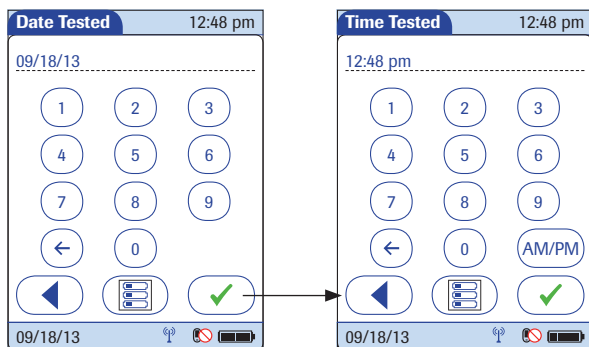 Date Tested 12:48 pm
09/18/13
1 2 3
4 5 6
7 8 9
0
09/18/13
Time Tested 12:48 pm
12:48 pm
1 2 3
4 5 6
7 8 9
0 AM/PM
09/18/13